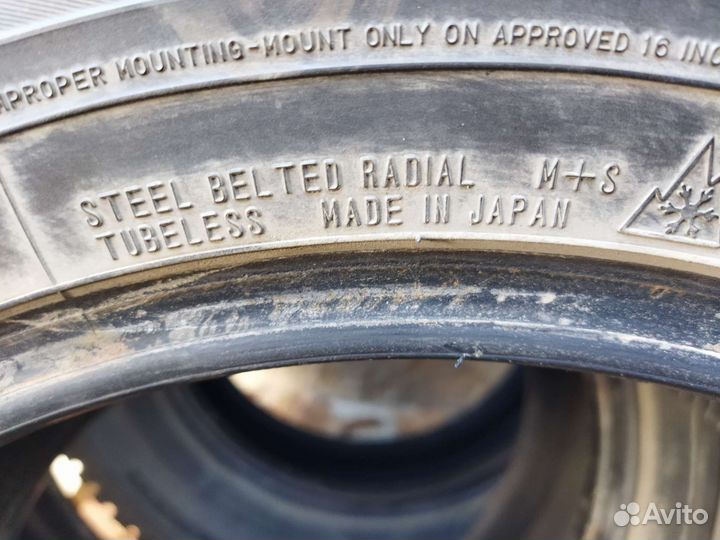 IMPROPER MOUNTING-MOUNT ONLY ON APPROVED 16 INC
STEEL BELTED RADIAL M+S
TUBELESS MADE IN JAPAN
Avito